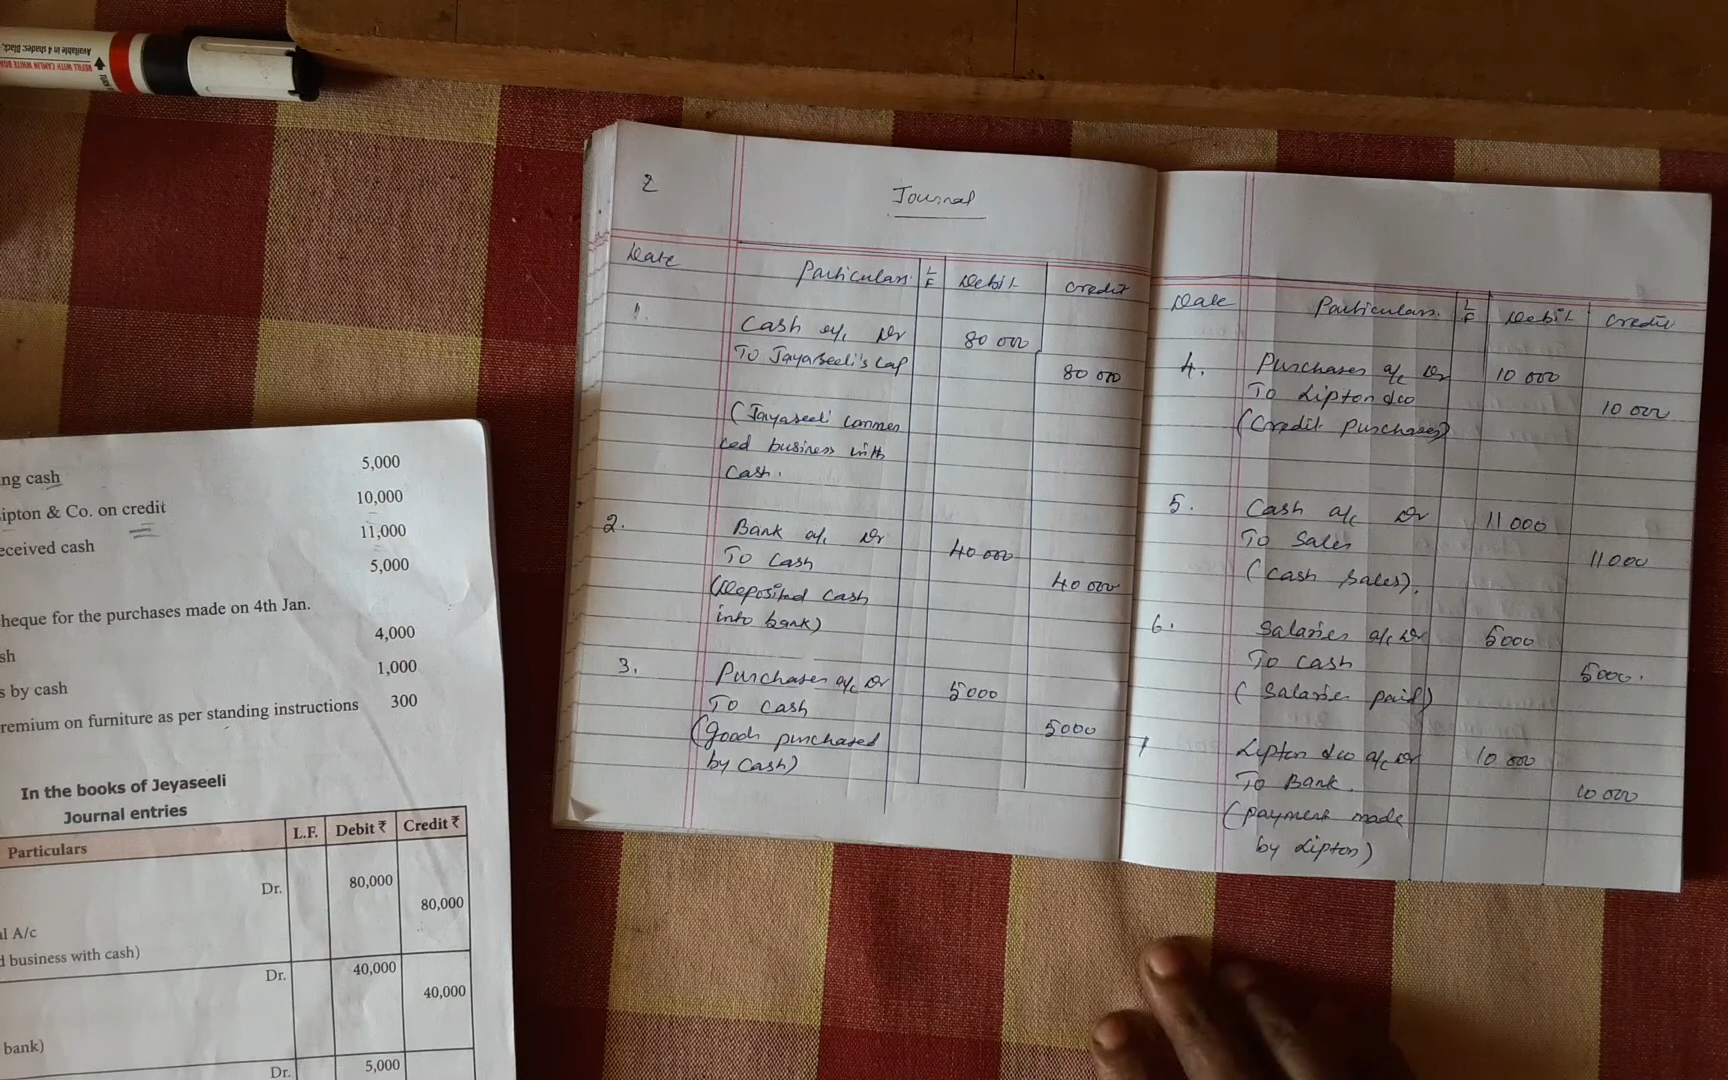 Available in 4 shades: Black,
REFILL WITH CAMLIN WHITE BOA
ng cash 5,000
ipton & Co. on credit 10,000
eceived cash 11,000
5,000
heque for the purchases made on 4th Jan.
sh 4,000
s by cash 1,000
remium on furniture as per standing instructions 300
In the books of Jeyaseeli
Journal entries
Particulars L.F. Debit ₹ Credit ₹
Dr. 80,000
80,000
al A/c
d business with cash)
Dr. 40,000
40,000
bank)
Dr. 5,000
2 Journal
Date Particulars LF Debit Credit
1. Cash a/c Dr 80 000
To Jayaseeli's Cap 80 000
(Jayaseeli commen
ced business with
Cash.
2. Bank a/c Dr 40 000
To Cash 40 000
(Deposited Cash
into bank)
3. Purchases a/c Dr 5000
To Cash 5000
(goods purchased
by Cash)
Date Particulars. LF Debit Credit
4. Purchases a/c Dr 10 000
To Lipton &co 10 000
(Credit Purchases)
5. Cash a/c Dr 11 000
To Sales 11 000
(Cash Sales).
6. Salaries a/c Dr 5000
To Cash 5000.
(Salaries paid)
7 Lipton &co a/c Dr 10 000
To Bank. 10 000
(payment made
by Lipton)